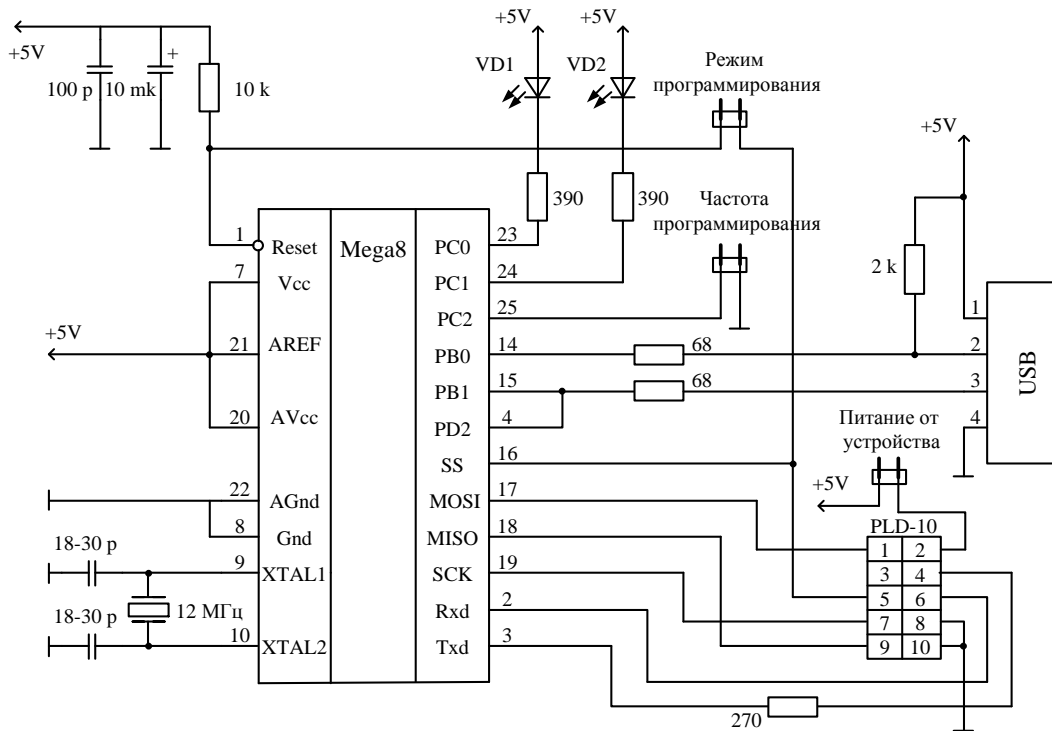 +5V
100 p
+
10 mk
10 k
+5V
VD1
+5V
VD2
Режим
программирования
390
390
Частота
программирования
+5V
2 k
Mega8
1 Reset
7 Vcc
+5V
21 AREF
20 AVcc
22 AGnd
8 Gnd
18-30 p
9 XTAL1
12 МГц
18-30 p
10 XTAL2
PC0 23
PC1 24
PC2 25
PB0 14
68
PB1 15
68
PD2 4
SS 16
MOSI 17
MISO 18
SCK 19
Rxd 2
Txd 3
270
1
2
3
4
USB
Питание от
устройства
+5V
PLD-10
1 2
3 4
5 6
7 8
9 10